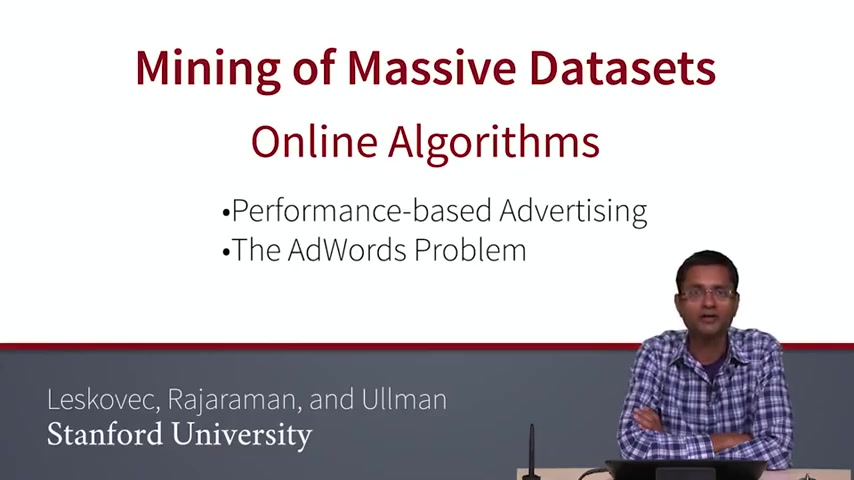 Mining of Massive Datasets
Online Algorithms
•Performance-based Advertising
•The AdWords Problem
Leskovec, Rajaraman, and Ullman
Stanford University